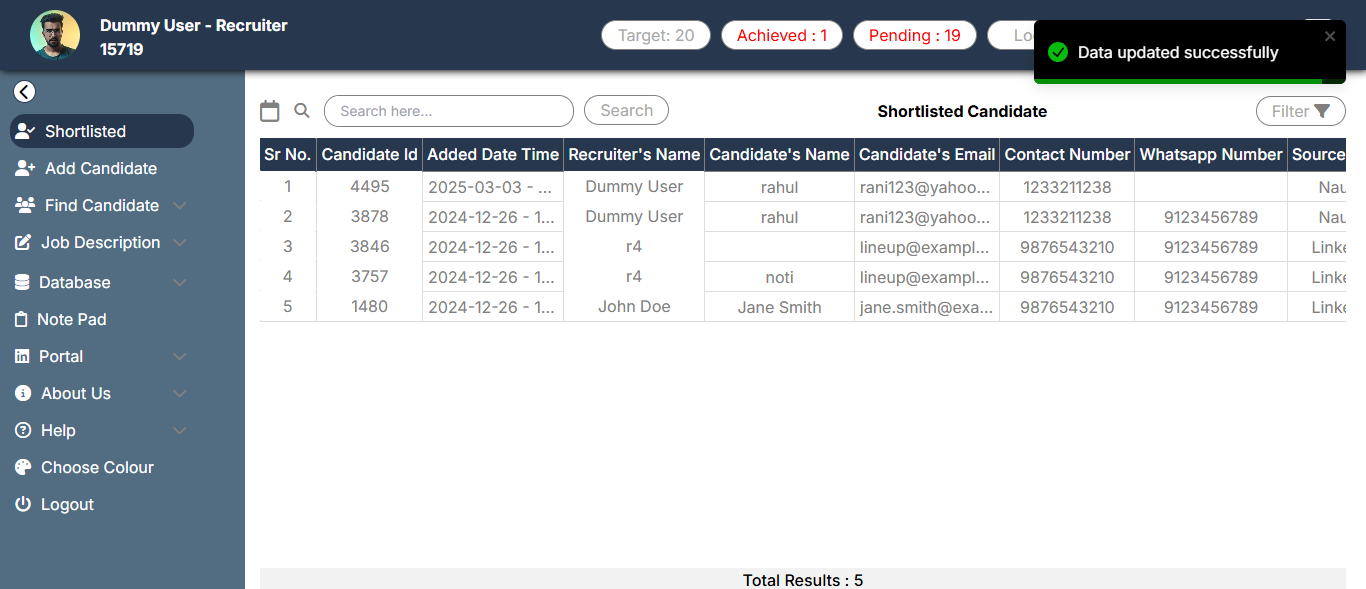 Dummy User - Recruiter
15719
Target: 20
Achieved : 1
Pending : 19
Data updated successfully
Shortlisted
Add Candidate
Find Candidate
Job Description
Database
Note Pad
Portal
About Us
Help
Choose Colour
Logout
Search here...
Search
Shortlisted Candidate
Filter
Sr No. Candidate Id Added Date Time Recruiter's Name Candidate's Name Candidate's Email Contact Number Whatsapp Number Source
1 4495 2025-03-03 - ... Dummy User rahul rani123@yahoo... 1233211238 Nau
2 3878 2024-12-26 - 1... Dummy User rahul rani123@yahoo... 1233211238 9123456789 Nau
3 3846 2024-12-26 - 1... r4 lineup@exampl... 9876543210 9123456789 Linke
4 3757 2024-12-26 - 1... r4 noti lineup@exampl... 9876543210 9123456789 Linke
5 1480 2024-12-26 - 1... John Doe Jane Smith jane.smith@exa... 9876543210 9123456789 Linke
Total Results : 5